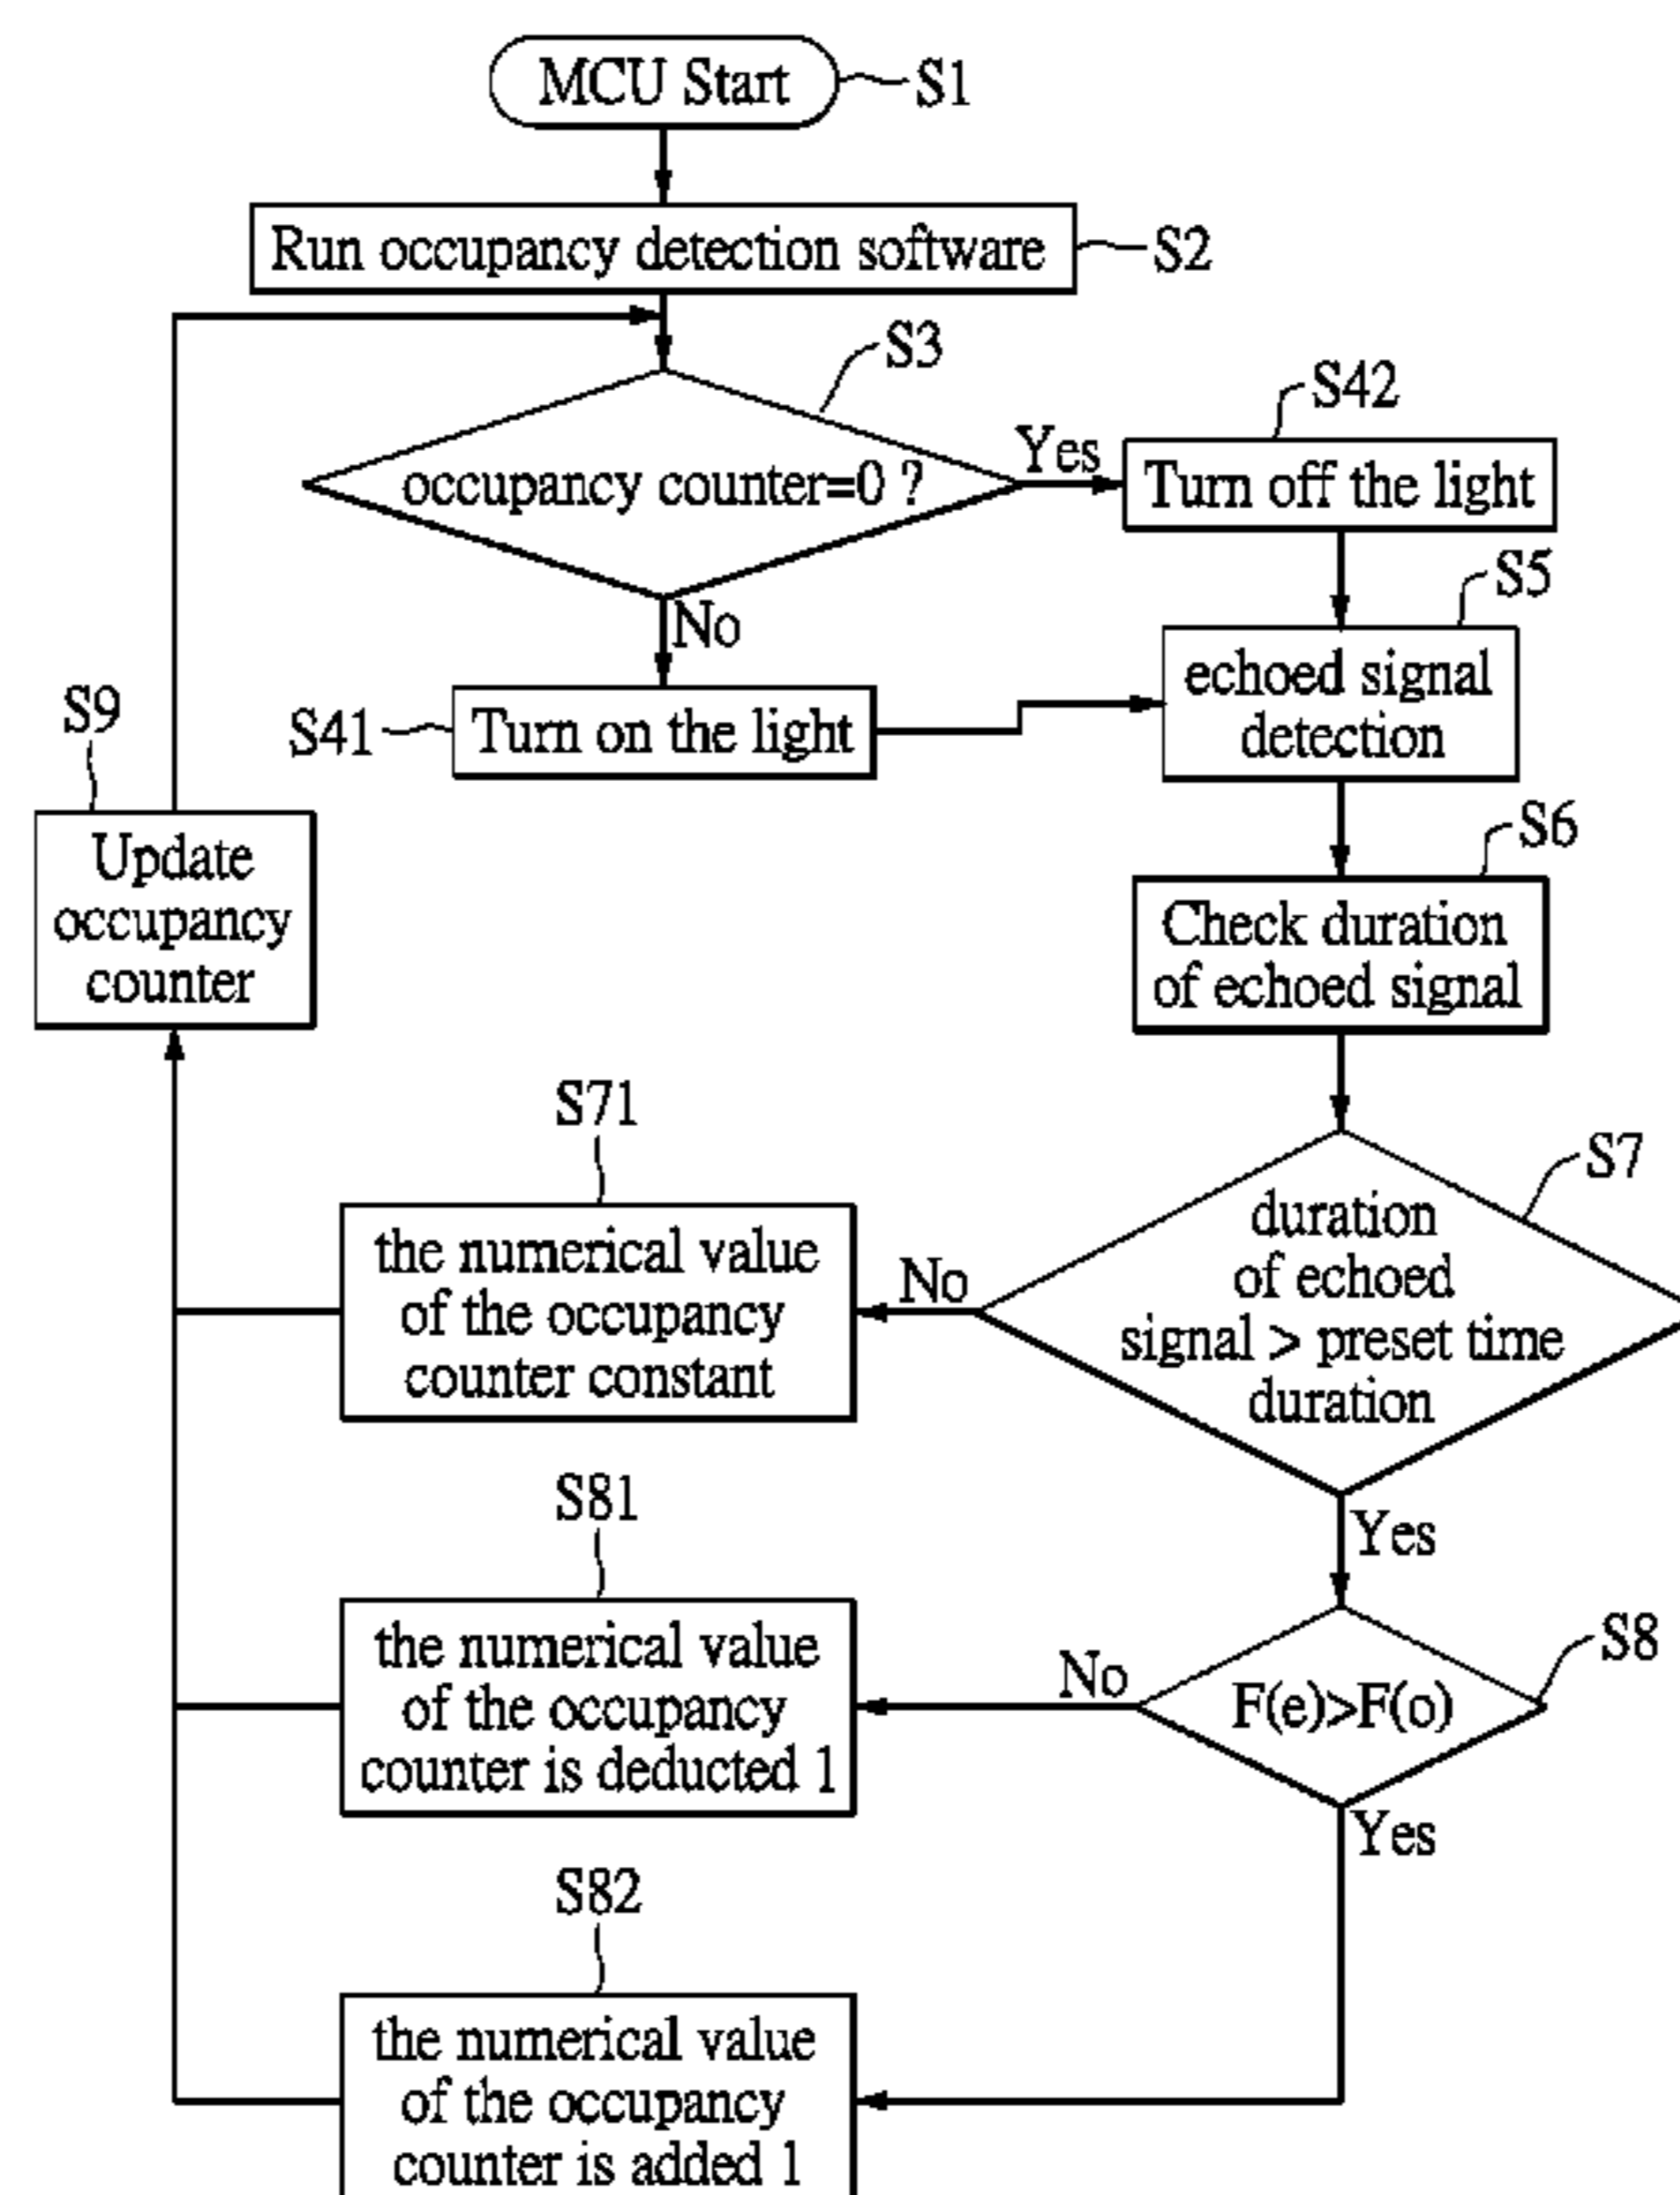 MCU Start
S1
Run occupancy detection software
S2
S3
occupancy counter=0 ?
Yes
S42
Turn off the light
No
S41
Turn on the light
S5
echoed signal
detection
S9
Update
occupancy
counter
S6
Check duration
of echoed signal
S7
duration
of echoed
signal > preset time
duration
No
S71
the numerical value
of the occupancy
counter constant
Yes
S8
F(e)>F(o)
No
S81
the numerical value
of the occupancy
counter is deducted 1
Yes
S82
the numerical value
of the occupancy
counter is added 1